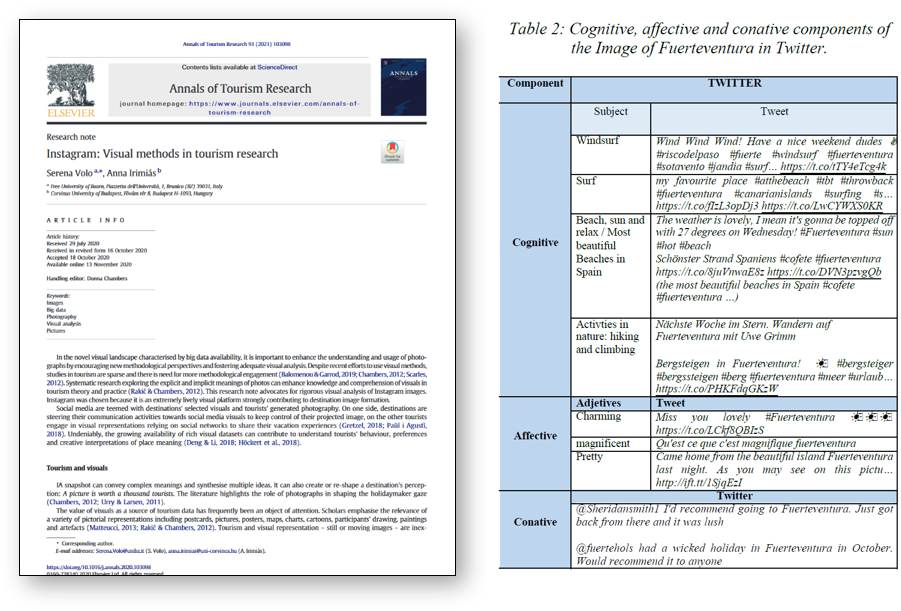 Annals of Tourism Research 91 (2021) 103098
Contents lists available at ScienceDirect
Annals of Tourism Research
journal homepage: https://www.journals.elsevier.com/annals-of-
tourism-research
ELSEVIER
ANNALS
Research note
Instagram: Visual methods in tourism research
Check for
updates
Serena Volo a,*, Anna Irimiás b
a Free University of Bozen, Piazzetta dell'Università, 1, Brunico (BZ) 39031, Italy
b Corvinus University of Budapest, Fővám tér 8, Budapest H-1093, Hungary
ARTICLE INFO
Article history:
Received 29 July 2020
Received in revised form 16 October 2020
Accepted 18 October 2020
Available online 13 November 2020
Handling editor: Donna Chambers
Keywords:
Images
Big data
Photography
Visual analysis
Pictures
In the novel visual landscape characterised by big data availability, it is important to enhance the understanding and usage of photo-
graphs by encouraging new methodological perspectives and fostering adequate visual analysis. Despite recent efforts to use visual methods,
studies in tourism are sparse and there is need for more methodological engagement (Balomenou & Garrod, 2019; Chambers, 2012; Scarles,
2012). Systematic research exploring the explicit and implicit meanings of photos can enhance knowledge and comprehension of visuals in
tourism theory and practice (Rakić & Chambers, 2012). This research note advocates for rigorous visual analysis of Instagram images.
Instagram was chosen because it is an extremely lively visual platform strongly contributing to destination image formation.
Social media are teemed with destinations' selected visuals and tourists' generated photography. On one side, destinations are
steering their communication activities towards social media visuals to keep control of their projected image, on the other tourists
engage in visual representations relying on social networks to share their vacation experiences (Gretzel, 2018; Paül i Agustí,
2018). Undeniably, the growing availability of rich visual datasets can contribute to understand tourists' behaviour, preferences
and creative interpretations of place meaning (Deng & Li, 2018; Höckert et al., 2018).
Tourism and visuals
IA snapshot can convey complex meanings and synthesise multiple ideas. It can also create or re-shape a destination's percep-
tion: A picture is worth a thousand tourists. The literature highlights the role of photographs in shaping the holidaymaker gaze
(Chambers, 2012; Urry & Larsen, 2011).
The value of visuals as a source of tourism data has frequently been an object of attention. Scholars emphasise the relevance of
a variety of pictorial representations including postcards, pictures, posters, maps, charts, cartoons, participants' drawing, paintings
and artefacts (Matteucci, 2013; Rakić & Chambers, 2012). Tourism and visual representation – still or moving images – are inex-
* Corresponding author.
E-mail addresses: Serena.Volo@unibz.it (S. Volo), anna.irimias@uni-corvinus.hu (A. Irimiás).
https://doi.org/10.1016/j.annals.2020.103098
0160-7383/© 2020 Elsevier Ltd. All rights reserved.
Table 2: Cognitive, affective and conative components of
the Image of Fuerteventura in Twitter.
Component TWITTER
Subject Tweet
Cognitive
Windsurf Wind Wind Wind! Have a nice weekend dudes
#riscodelpaso #fuerte #windsurf #fuerteventura
#sotavento #jandia #surf… https://t.co/tTY4eTcg4k
Surf my favourite place #atthebeach #tbt #throwback
#fuerteventura #canarianislands #surfing #s…
https://t.co/fIzL3opDj3 https://t.co/LwCYWXS0KR
Beach, sun and The weather is lovely, I mean it's gonna be topped off
relax / Most with 27 degrees on Wednesday! #Fuerteventura #sun
beautiful #hot #beach
Beaches in Schönster Strand Spaniens #cofete #fuerteventura
Spain https://t.co/8juVnwaE8z https://t.co/DVN3pzvgQb
(the most beautiful beaches in Spain #cofete
#fuerteventura …)
Activties in Nächste Woche im Stern. Wandern auf
nature: hiking Fuerteventura mit Uwe Grimm
and climbing
Bergsteigen in Fuerteventura! ☀ #bergsteiger
#bergssteigen #berg #fuerteventura #meer #urlaub…
https://t.co/PHKFdqGKzW
Affective
Adjetives Tweet
Charming Miss you lovely #Fuerteventura ☀☀☀
https://t.co/LCkf8QBIzS
magnificent Qu'est ce que c'est magnifique fuerteventura
Pretty Came home from the beautiful island Fuerteventura
last night. As you may see on this pictu…
http://ift.tt/1SjqEzI
Conative
Twitter
@Sheridansmith1 I'd recommend going to Fuerteventura. Just got
back from there and it was lush
@fuertehols had a wicked holiday in Fuerteventura in October.
Would recommend it to anyone